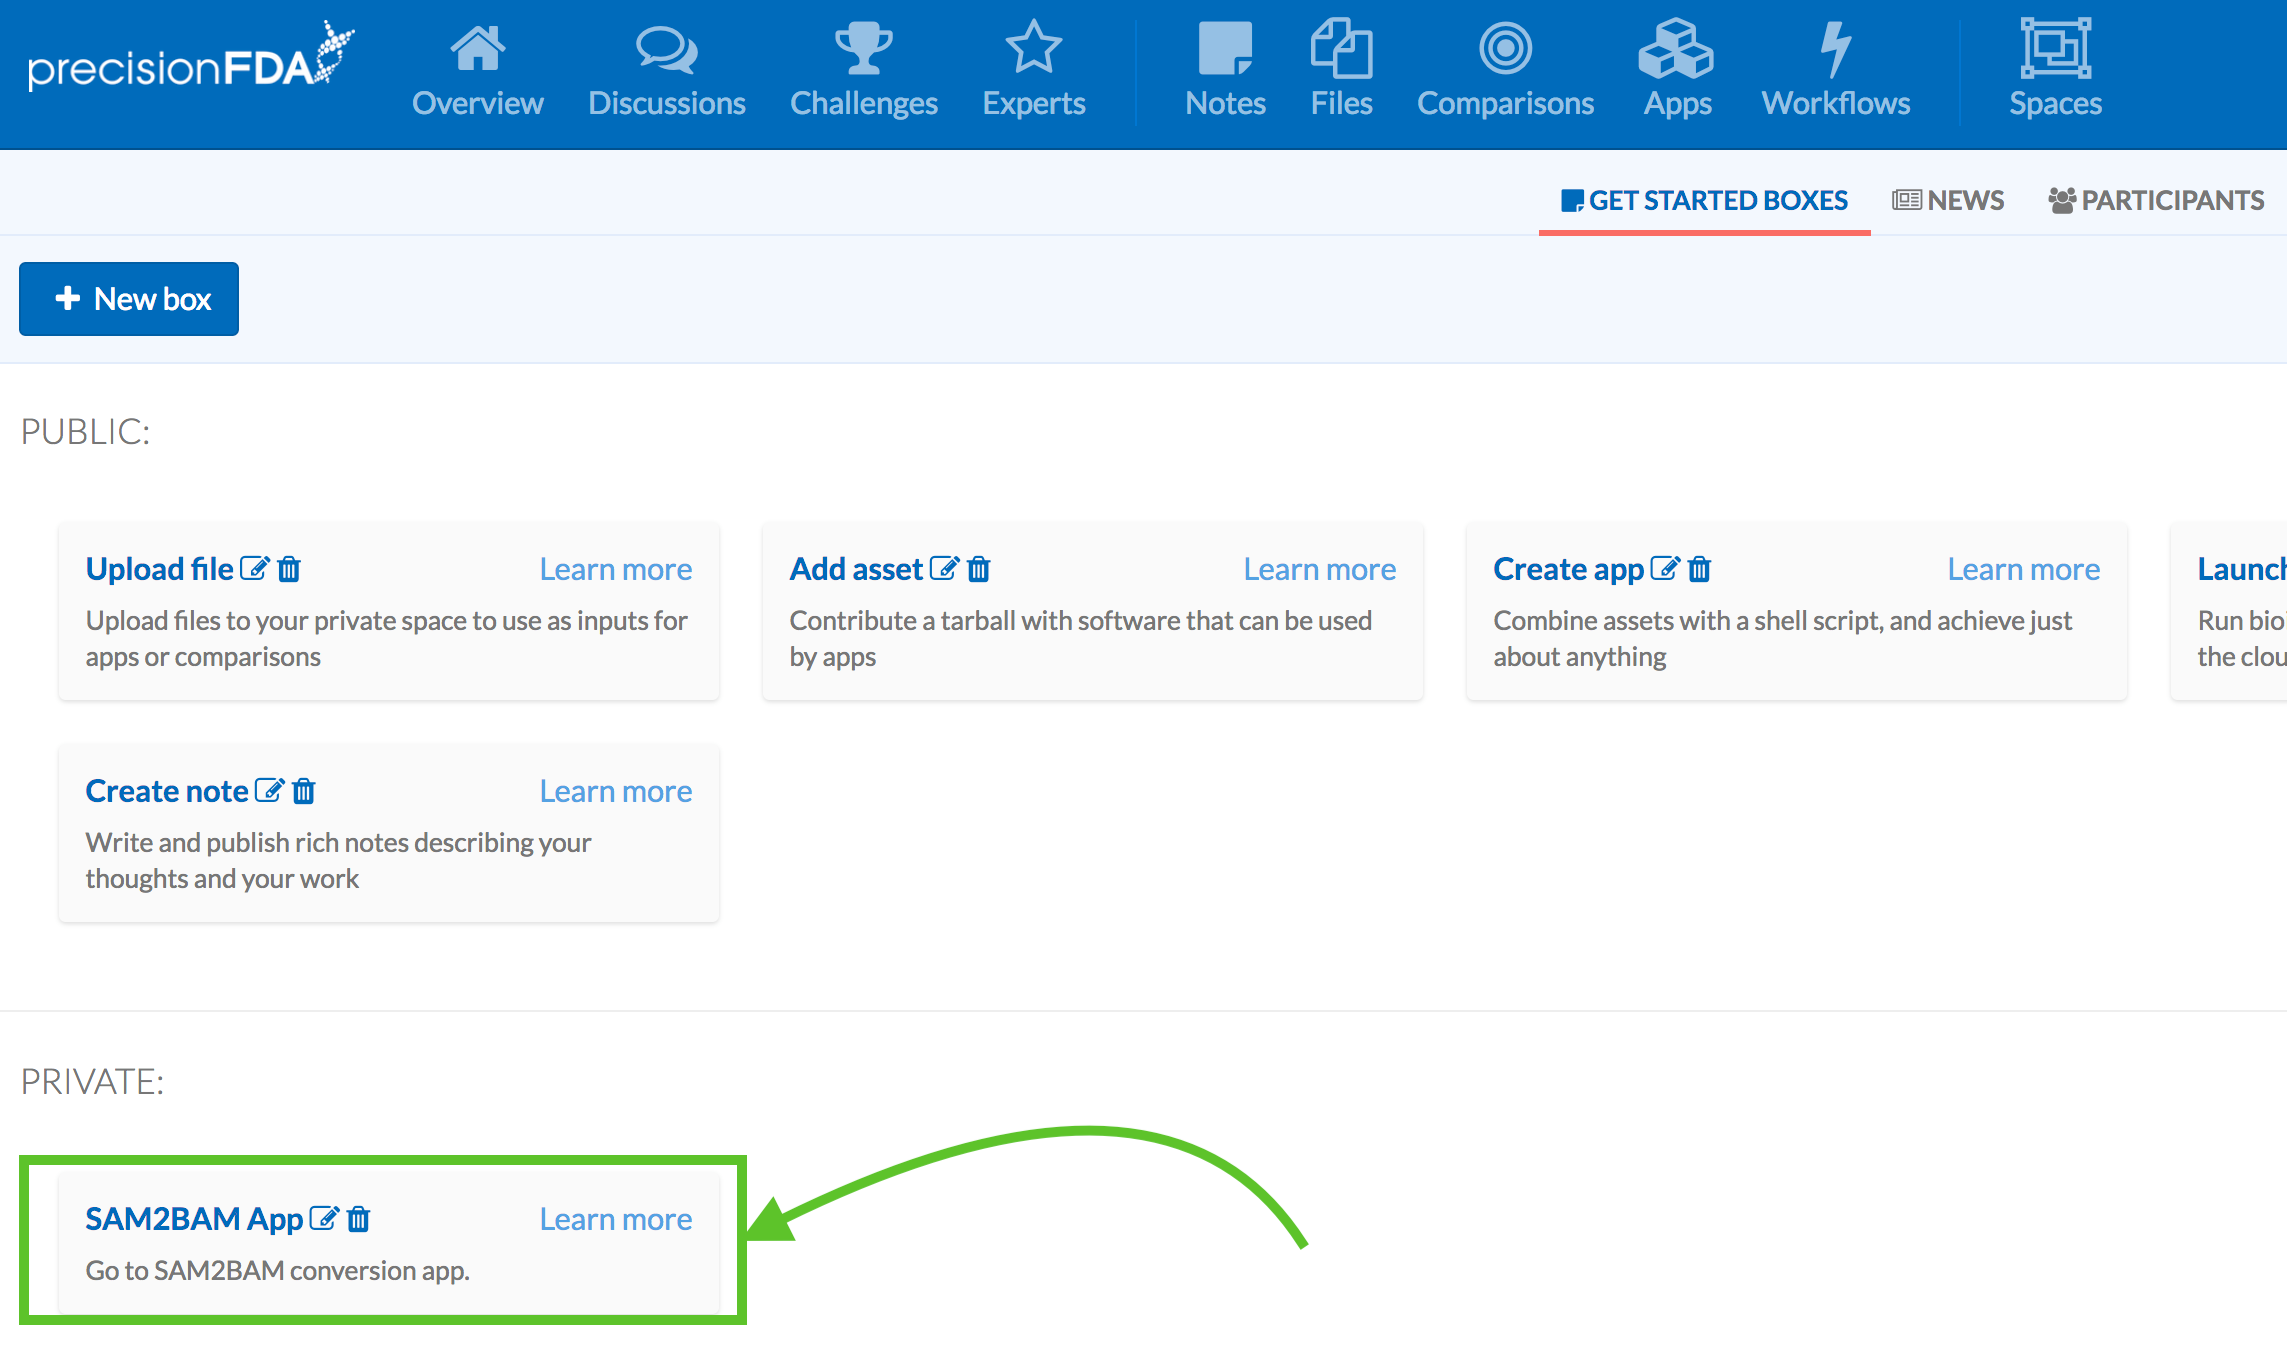 precisionFDA
Overview Discussions Challenges Experts Notes Files Comparisons Apps Workflows Spaces
GET STARTED BOXES NEWS PARTICIPANTS
New box
PUBLIC:
Upload file Learn more
Upload files to your private space to use as inputs for
apps or comparisons
Add asset Learn more
Contribute a tarball with software that can be used
by apps
Create app Learn more
Combine assets with a shell script, and achieve just
about anything
Launch
Run bio
the clou
Create note Learn more
Write and publish rich notes describing your
thoughts and your work
PRIVATE:
SAM2BAM App Learn more
Go to SAM2BAM conversion app.